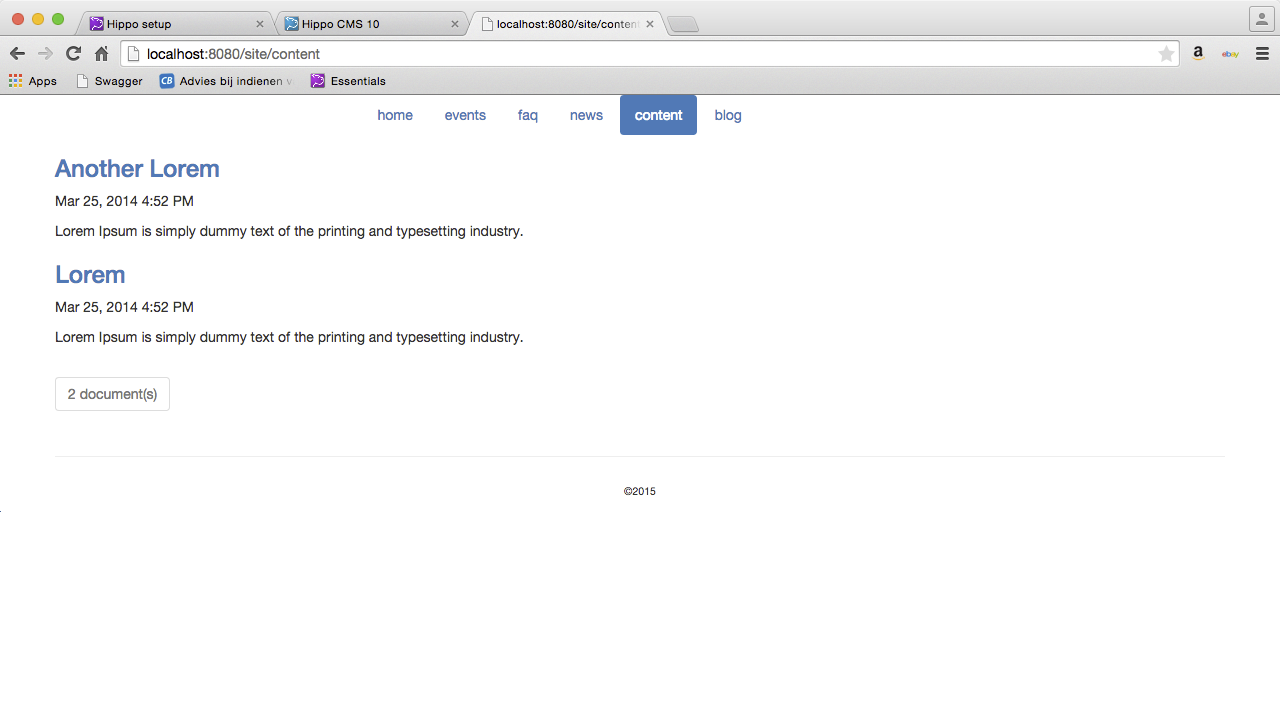 Hippo setup
Hippo CMS 10
localhost:8080/site/conten
localhost:8080/site/content
a
ebay
Apps
Swagger
CB
Advies bij indienen v
Essentials
home
events
faq
news
content
blog
Another Lorem
Mar 25, 2014 4:52 PM
Lorem Ipsum is simply dummy text of the printing and typesetting industry.
Lorem
Mar 25, 2014 4:52 PM
Lorem Ipsum is simply dummy text of the printing and typesetting industry.
2 document(s)
©2015